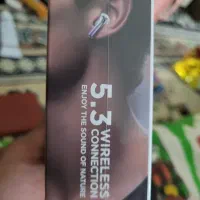 5.3
WIRELESS
CONNECTION
ENJOY THE SOUND OF NATURE